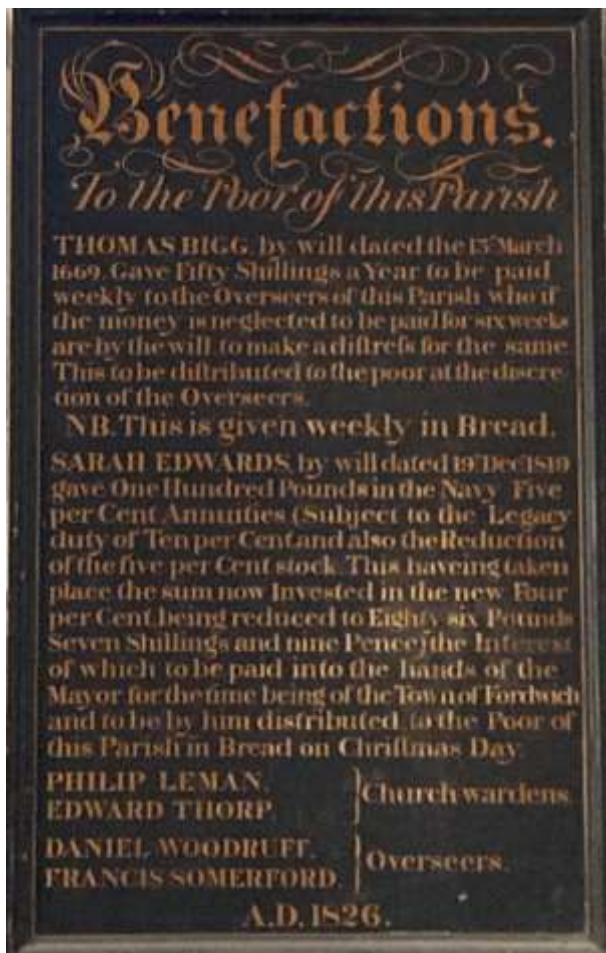 Benefactions.
To the Poor of this Parish
THOMAS BIGG, by will dated the 15th March
1669, Gave Fifty Shillings a Year to be paid
weekly to the Overseers of this Parish who if
the money is neglected to be paid for six weeks
are by the will to make a diſtreſs for the same
This to be diſtributed to the poor at the discre
tion of the Overseers.
NB. This is given weekly in Bread.
SARAH EDWARDS, by will dated 19th Decr 1819
gave One Hundred Pounds in the Navy Five
per Cent Annuities (Subject to the Legacy
duty of Ten per Cent and also the Reduction
of the five per Cent stock. This haveing taken
place the sum now Invested in the new Four
per Cent being reduced to Eighty six Pounds
Seven Shillings and nine Pence) the Interest
of which to be paid into the hands of the
Mayor for the time being of the Town of Fordwich
and to be by him distributed to the Poor of
this Parish in Bread on Chriſtmas Day.
PHILIP LEMAN.
EDWARD THORP. } Church wardens.
DANIEL WOODRUFF.
FRANCIS SOMERFORD. } Overseers.
A.D. 1826.